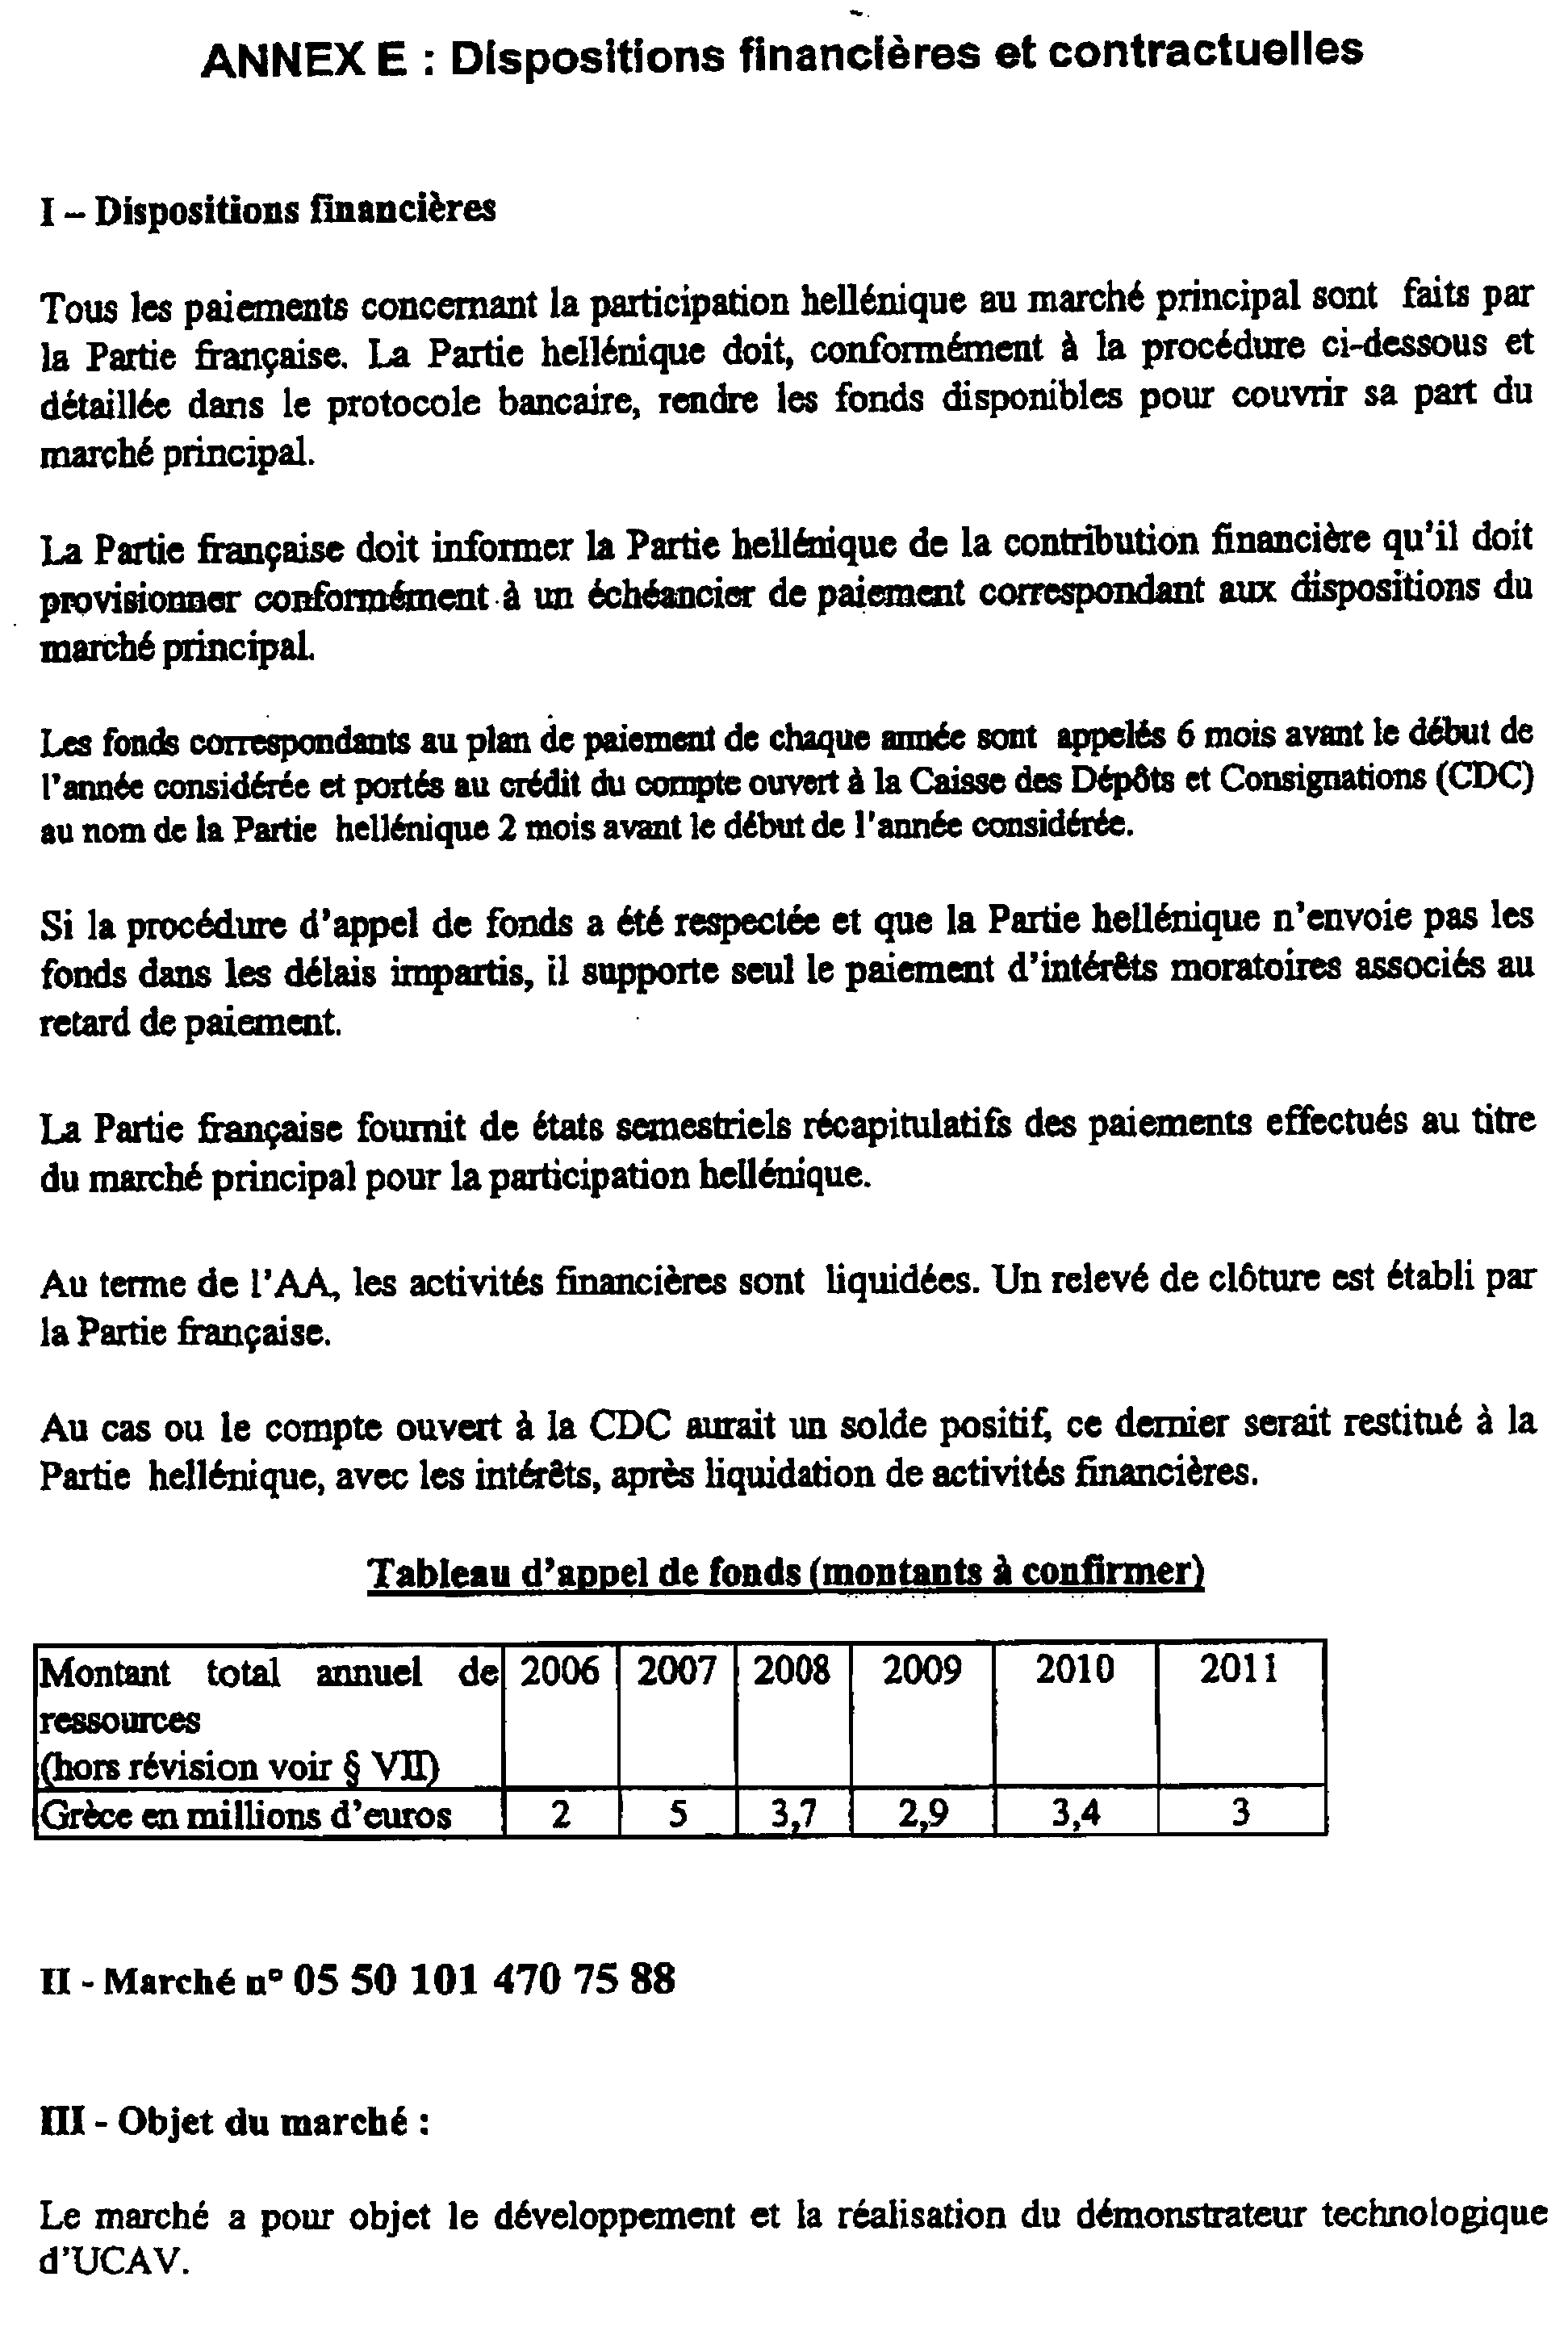 ANNEX E : Dispositions financières et contractuelles
I – Dispositions financières
Tous les paiements concernant la participation hellénique au marché principal sont faits par
la Partie française. La Partie hellénique doit, conformément à la procédure ci-dessous et
détaillée dans le protocole bancaire, rendre les fonds disponibles pour couvrir sa part du
marché principal.
La Partie française doit informer la Partie hellénique de la contribution financière qu'il doit
provisionner conformément à un échéancier de paiement correspondant aux dispositions du
marché principal.
Les fonds correspondants au plan de paiement de chaque année sont appelés 6 mois avant le début de
l'année considérée et portés au crédit du compte ouvert à la Caisse des Dépôts et Consignations (CDC)
au nom de la Partie hellénique 2 mois avant le début de l'année considérée.
Si la procédure d'appel de fonds a été respectée et que la Partie hellénique n'envoie pas les
fonds dans les délais impartis, il supporte seul le paiement d'intérêts moratoires associés au
retard de paiement.
La Partie française fournit de états semestriels récapitulatifs des paiements effectués au titre
du marché principal pour la participation hellénique.
Au terme de l'AA, les activités financières sont liquidées. Un relevé de clôture est établi par
la Partie française.
Au cas ou le compte ouvert à la CDC aurait un solde positif, ce dernier serait restitué à la
Partie hellénique, avec les intérêts, après liquidation de activités financières.
Tableau d'appel de fonds (montants à confirmer)
Montant total annuel de 2006 2007 2008 2009 2010 2011
ressources
(hors révision voir § VII)
Grèce en millions d'euros 2 5 3,7 2,9 3,4 3
II - Marché n° 05 50 101 470 75 88
III - Objet du marché :
Le marché a pour objet le développement et la réalisation du démonstrateur technologique
d'UCAV.